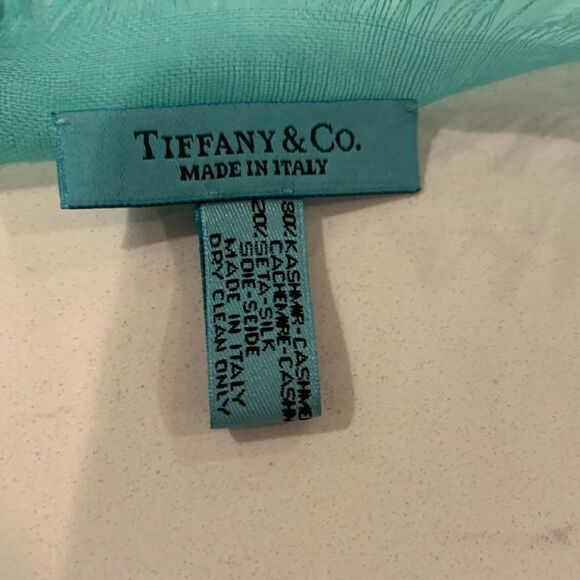 TIFFANY & CO.
MADE IN ITALY
80% KASHMIR-CASHME
CACHEMIRE-CASHM
20% SETA-SILK
SOIE-SEIDE
MADE IN ITALY
DRY CLEAN ONLY